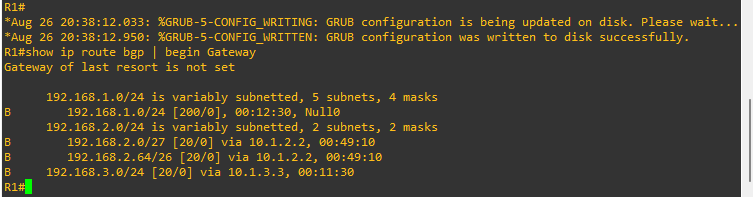 R1#
*Aug 26 20:38:12.033: %GRUB-5-CONFIG_WRITING: GRUB configuration is being updated on disk. Please wait...
*Aug 26 20:38:12.950: %GRUB-5-CONFIG_WRITTEN: GRUB configuration was written to disk successfully.
R1#show ip route bgp | begin Gateway
Gateway of last resort is not set

      192.168.1.0/24 is variably subnetted, 5 subnets, 4 masks
B        192.168.1.0/24 [200/0], 00:12:30, Null0
      192.168.2.0/24 is variably subnetted, 2 subnets, 2 masks
B        192.168.2.0/27 [20/0] via 10.1.2.2, 00:49:10
B        192.168.2.64/26 [20/0] via 10.1.2.2, 00:49:10
B     192.168.3.0/24 [20/0] via 10.1.3.3, 00:11:30
R1#